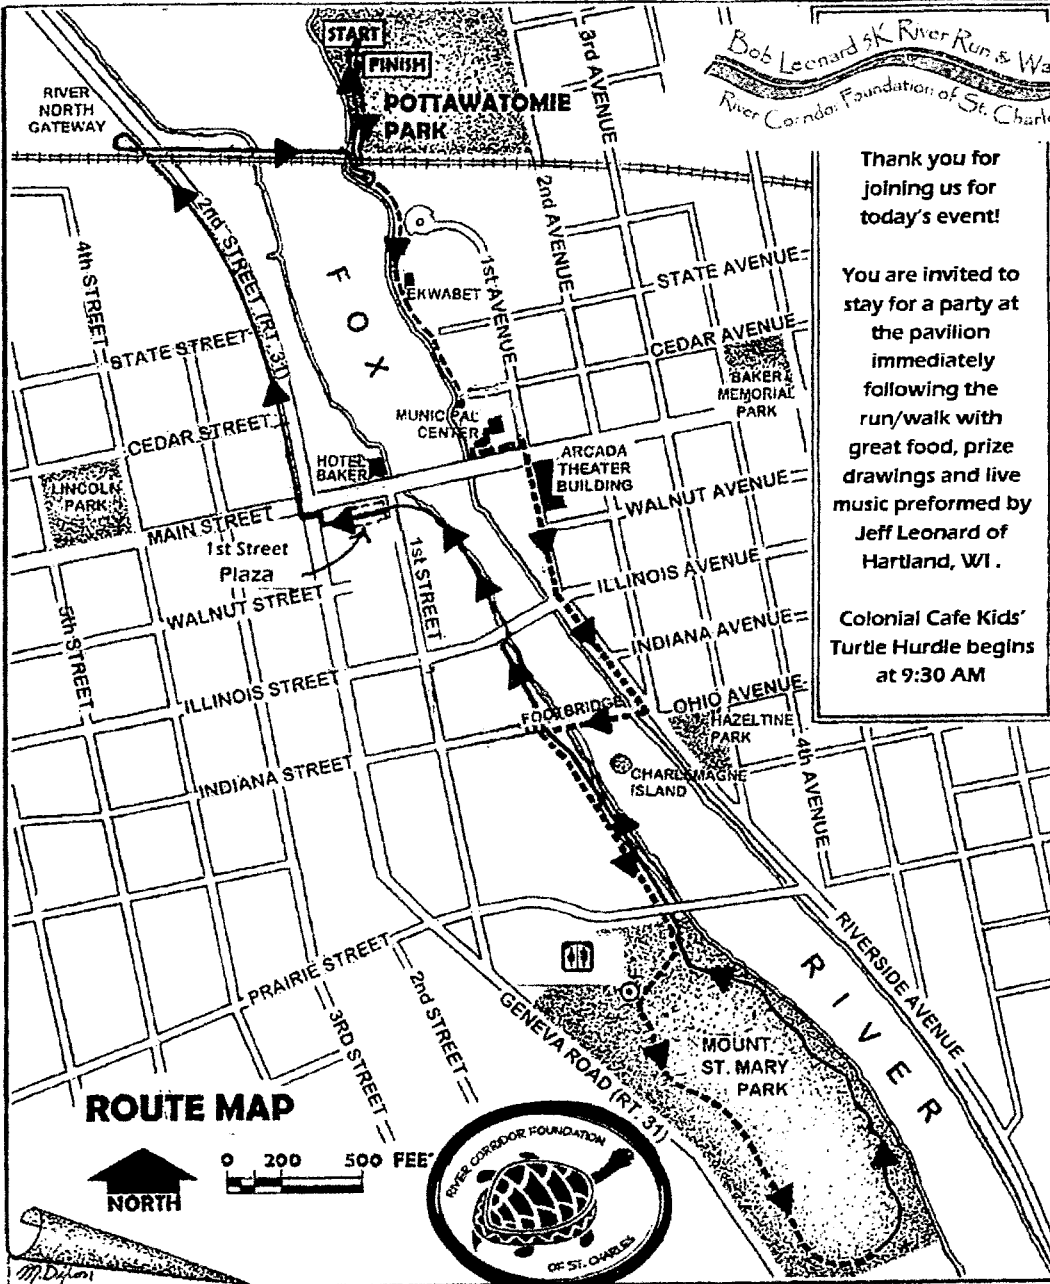 START
FINISH
RIVER
NORTH
GATEWAY
POTTAWATOMIE
PARK
3rd AVENUE
Bob Leonard 5K River Run & Wa
River Corridor Foundation of St. Charle
Thank you for
joining us for
today's event!
You are invited to
stay for a party at
the pavilion
immediately
following the
run/walk with
great food, prize
drawings and live
music preformed by
Jeff Leonard of
Hartland, WI .
Colonial Cafe Kids'
Turtle Hurdle begins
at 9:30 AM
2nd AVENUE
4th STREET
2nd STREET (RT. 31)
FOX
EKWABET
1st AVENUE
STATE AVENUE
STATE STREET
CEDAR AVENUE
BAKER
MEMORIAL
PARK
MUNICIPAL
CENTER
CEDAR STREET
HOTEL
BAKER
ARCADA
THEATER
BUILDING
LINCOLN
PARK
WALNUT AVENUE
MAIN STREET
1st Street
Plaza
1st STREET
ILLINOIS AVENUE
WALNUT STREET
5th STREET
INDIANA AVENUE
ILLINOIS STREET
OHIO AVENUE
FOOTBRIDGE
HAZELTINE
PARK
INDIANA STREET
CHARLEMAGNE
ISLAND
4th AVENUE
RIVERSIDE AVENUE
RIVER
PRAIRIE STREET
2nd STREET
3RD STREET
GENEVA ROAD (RT 31)
MOUNT
ST. MARY
PARK
ROUTE MAP
NORTH
0 200 500 FEET
RIVER CORRIDOR FOUNDATION
OF ST. CHARLES